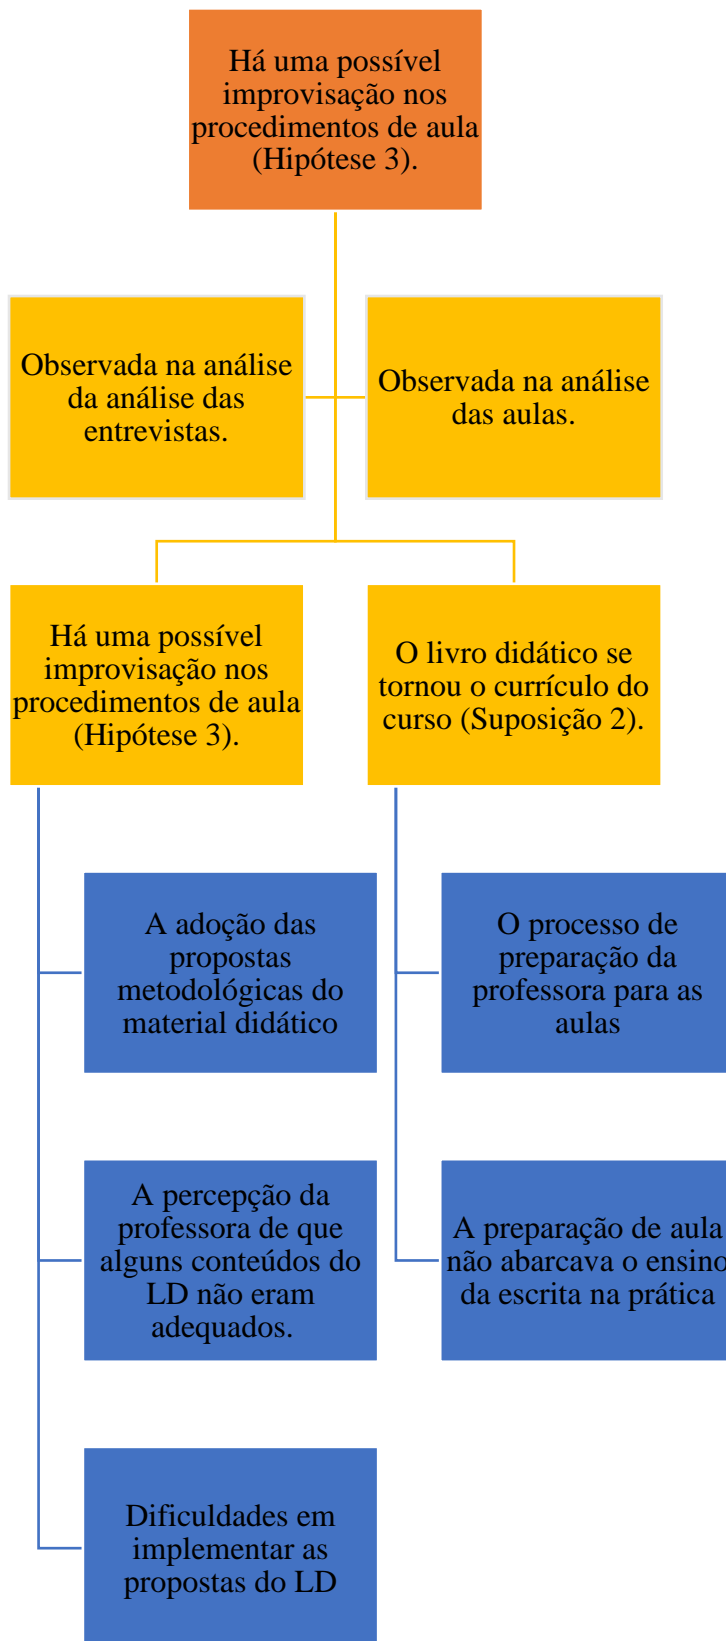 Há uma possível
improvisação nos
procedimentos de aula
(Hipótese 3).
Observada na análise
da análise das
entrevistas.
Observada na análise
das aulas.
Há uma possível
improvisação nos
procedimentos de aula
(Hipótese 3).
O livro didático se
tornou o currículo do
curso (Suposição 2).
A adoção das
propostas
metodológicas do
material didático
O processo de
preparação da
professora para as
aulas
A percepção da
professora de que
alguns conteúdos do
LD não eram
adequados.
A preparação de aula
não abarcava o ensino
da escrita na prática
Dificuldades em
implementar as
propostas do LD